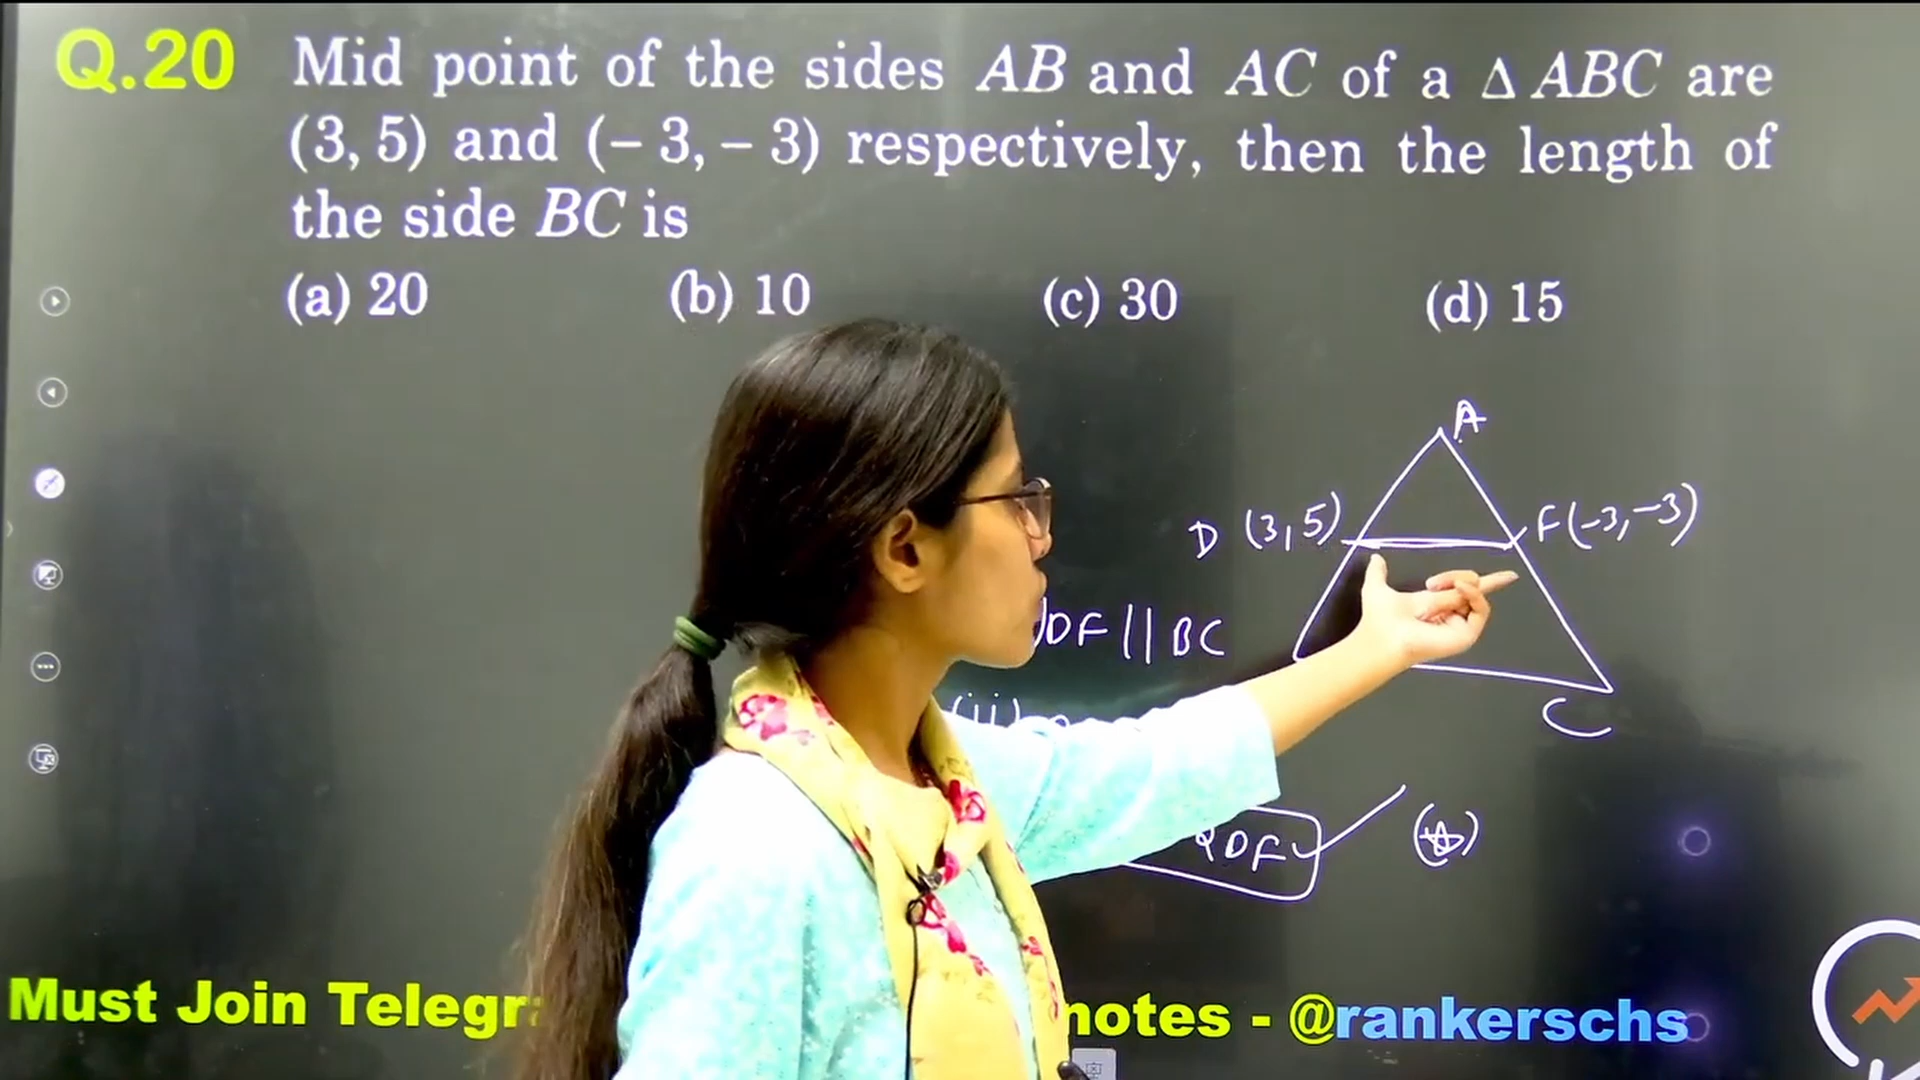 Q.20 Mid point of the sides AB and AC of a Δ ABC are
(3, 5) and (– 3, – 3) respectively, then the length of
the side BC is
(a) 20 (b) 10 (c) 30 (d) 15
A
D (3,5) F(-3,-3)
DF || BC
(ii)
C
2DF
Must Join Telegr notes - @rankerschs